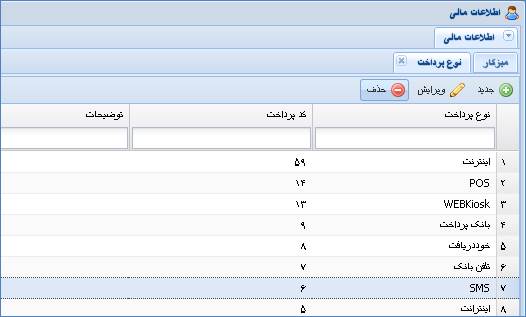 اطلاعات مالی
اطلاعات مالی
میزکار نوع پرداخت
جدید ویرایش حذف
نوع پرداخت کد پرداخت توضیحات
۱ اینترنت ۵۹
۲ POS ۱۴
۳ WEBKiosk ۱۳
۴ بانک پرداخت ۹
۵ خوددریافت ۸
۶ تلفن بانک ۷
۷ SMS ۶
۸ اینترانت ۵